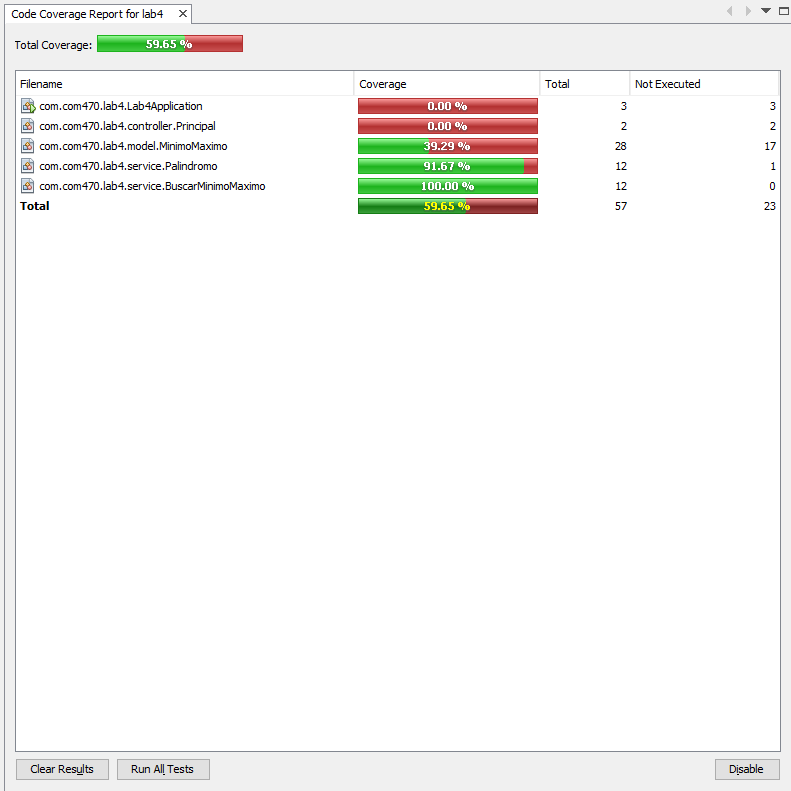 Code Coverage Report for lab4
Total Coverage: 59.65 %
Filename Coverage Total Not Executed
com.com470.lab4.Lab4Application 0.00 % 3 3
com.com470.lab4.controller.Principal 0.00 % 2 2
com.com470.lab4.model.MinimoMaximo 39.29 % 28 17
com.com470.lab4.service.Palindromo 91.67 % 12 1
com.com470.lab4.service.BuscarMinimoMaximo 100.00 % 12 0
Total 59.65 % 57 23
Clear Results Run All Tests Disable